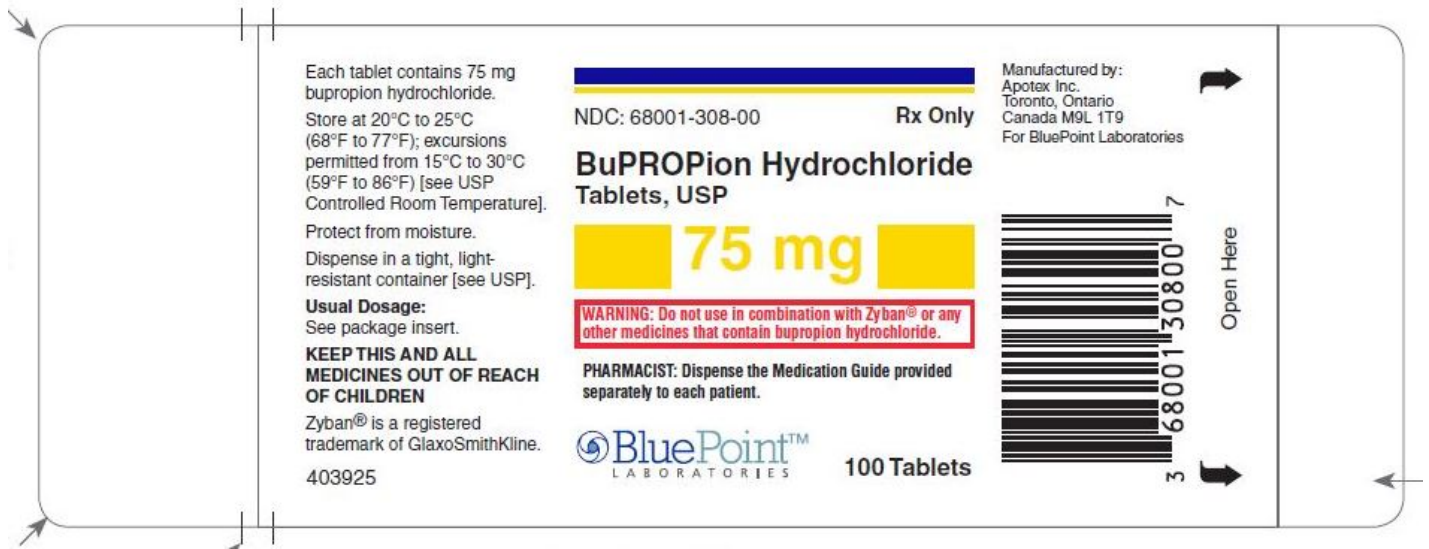 Each tablet contains 75 mg
bupropion hydrochloride.
Store at 20°C to 25°C
(68°F to 77°F); excursions
permitted from 15°C to 30°C
(59°F to 86°F) [see USP
Controlled Room Temperature].
Protect from moisture.
Dispense in a tight, light-
resistant container [see USP].
Usual Dosage:
See package insert.
KEEP THIS AND ALL
MEDICINES OUT OF REACH
OF CHILDREN
Zyban® is a registered
trademark of GlaxoSmithKline.
403925
NDC: 68001-308-00 Rx Only
BuPROPion Hydrochloride
Tablets, USP
75 mg
WARNING: Do not use in combination with Zyban® or any
other medicines that contain bupropion hydrochloride.
PHARMACIST: Dispense the Medication Guide provided
separately to each patient.
BluePoint™
LABORATORIES
100 Tablets
Manufactured by:
Apotex Inc.
Toronto, Ontario
Canada M9L 1T9
For BluePoint Laboratories
3 68001 30800 7
Open Here